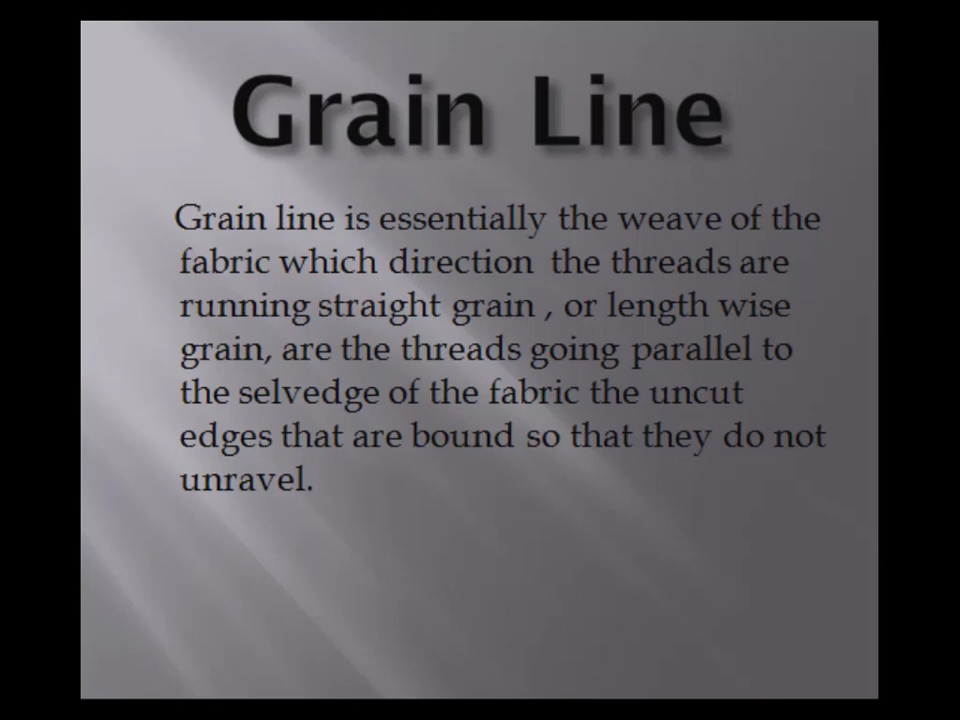 Grain Line
Grain line is essentially the weave of the
fabric which direction  the threads are
running straight grain , or length wise
grain, are the threads going parallel to
the selvedge of the fabric the uncut
edges that are bound so that they do not
unravel.